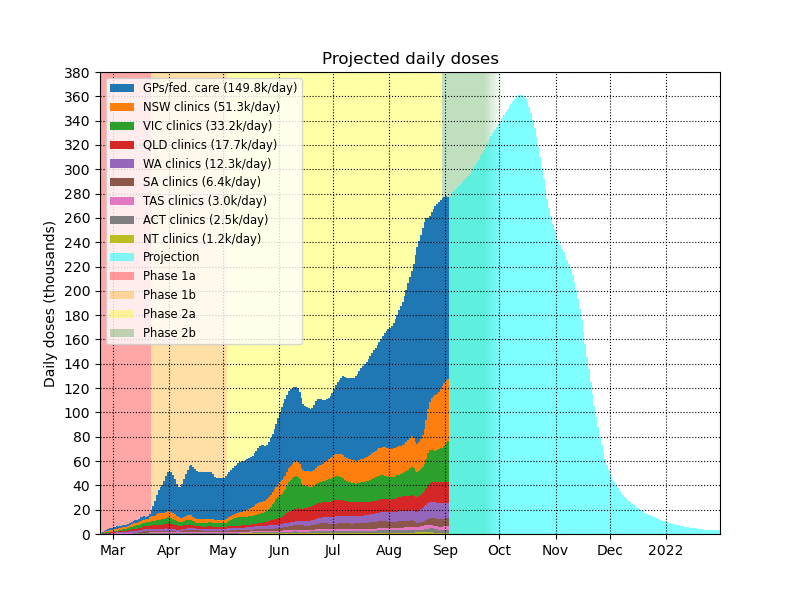 Projected daily doses
Daily doses (thousands)
380
360
340
320
300
280
260
240
220
200
180
160
140
120
100
80
60
40
20
0
GPs/fed. care (149.8k/day)
NSW clinics (51.3k/day)
VIC clinics (33.2k/day)
QLD clinics (17.7k/day)
WA clinics (12.3k/day)
SA clinics (6.4k/day)
TAS clinics (3.0k/day)
ACT clinics (2.5k/day)
NT clinics (1.2k/day)
Projection
Phase 1a
Phase 1b
Phase 2a
Phase 2b
Mar Apr May Jun Jul Aug Sep Oct Nov Dec 2022